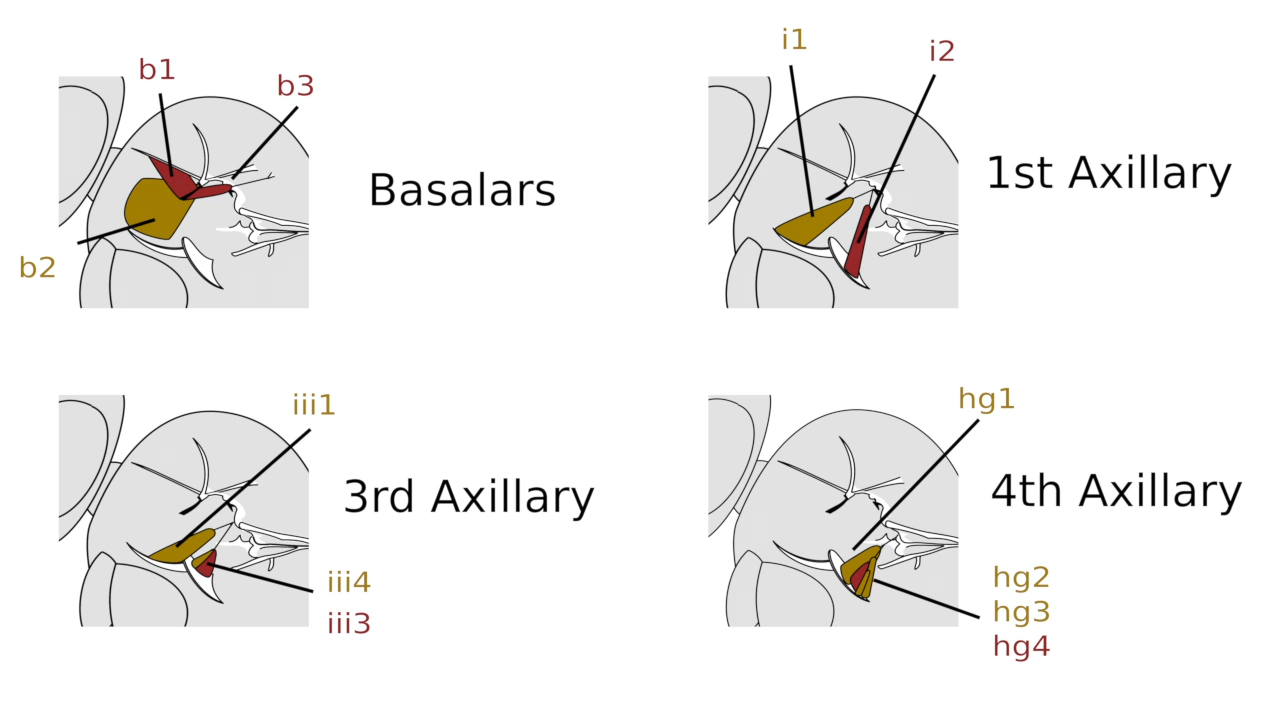 b1
b3
Basalars
b2
i1
i2
1st Axillary
iii1
3rd Axillary
iii4
iii3
hg1
4th Axillary
hg2
hg3
hg4